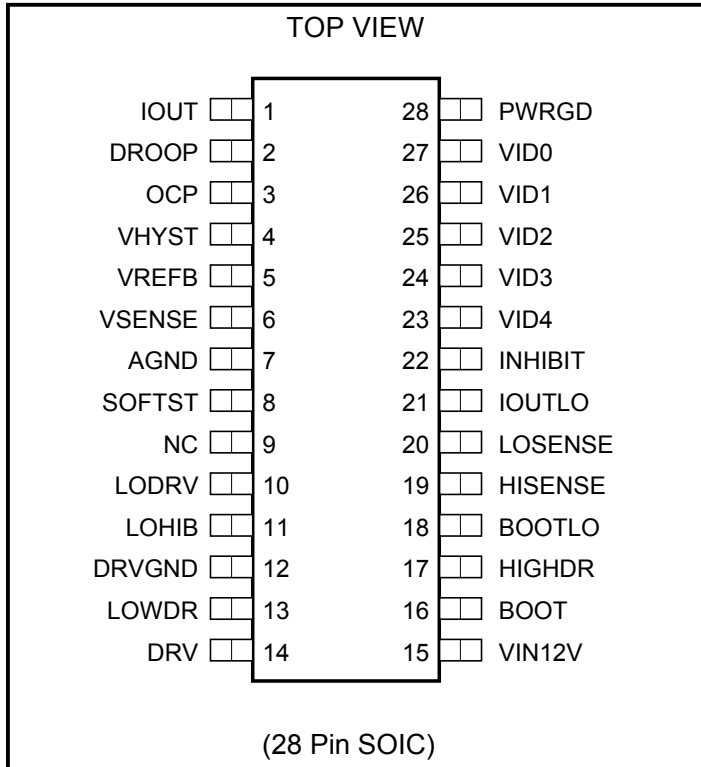 TOP VIEW
IOUT 1 28 PWRGD
DROOP 2 27 VID0
OCP 3 26 VID1
VHYST 4 25 VID2
VREFB 5 24 VID3
VSENSE 6 23 VID4
AGND 7 22 INHIBIT
SOFTST 8 21 IOUTLO
NC 9 20 LOSENSE
LODRV 10 19 HISENSE
LOHIB 11 18 BOOTLO
DRVGND 12 17 HIGHDR
LOWDR 13 16 BOOT
DRV 14 15 VIN12V
(28 Pin SOIC)